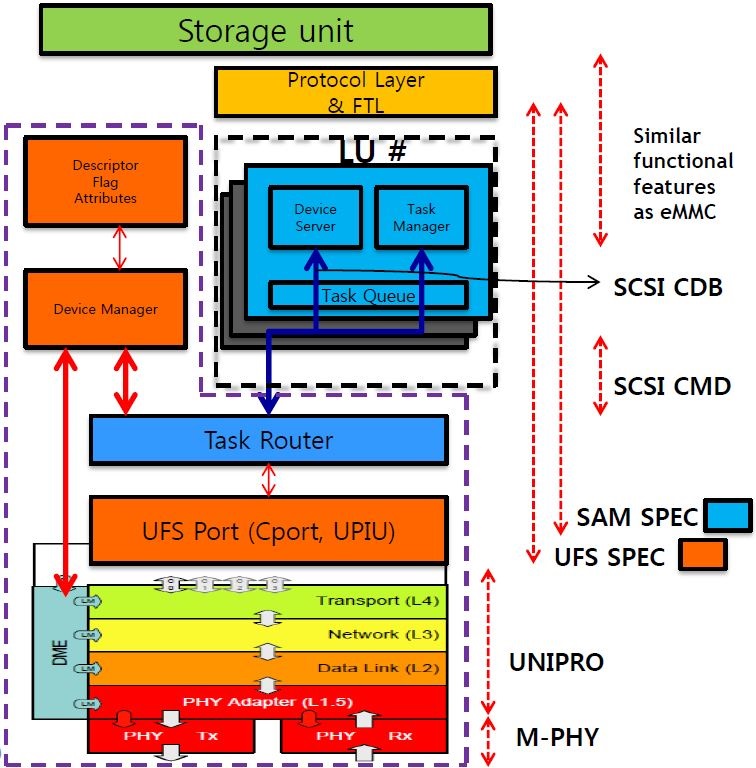 Storage unit
Protocol Layer
& FTL
LU #
Descriptor
Flag
Attributes
Device
Server
Task
Manager
Similar
functional
features
as eMMC
Device Manager
Task Queue
SCSI CDB
SCSI CMD
Task Router
SAM SPEC
UFS Port (Cport, UPIU)
UFS SPEC
DME
LM
Transport (L4)
LM
Network (L3)
LM
Data Link (L2)
UNIPRO
LM
PHY Adapter (L1.5)
PHY Tx
PHY Rx
M-PHY